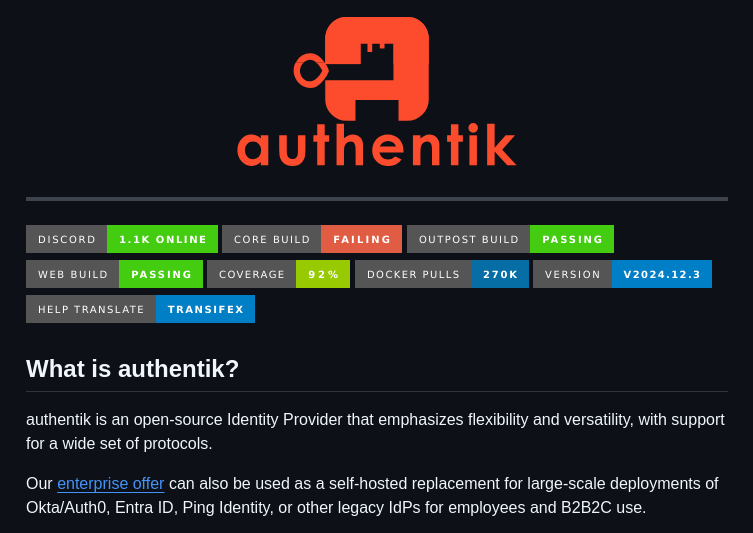 authentik
DISCORD 1.1K ONLINE CORE BUILD FAILING OUTPOST BUILD PASSING
WEB BUILD PASSING COVERAGE 92% DOCKER PULLS 270K VERSION V2024.12.3
HELP TRANSLATE TRANSIFEX
What is authentik?
authentik is an open-source Identity Provider that emphasizes flexibility and versatility, with support
for a wide set of protocols.
Our enterprise offer can also be used as a self-hosted replacement for large-scale deployments of
Okta/Auth0, Entra ID, Ping Identity, or other legacy IdPs for employees and B2B2C use.